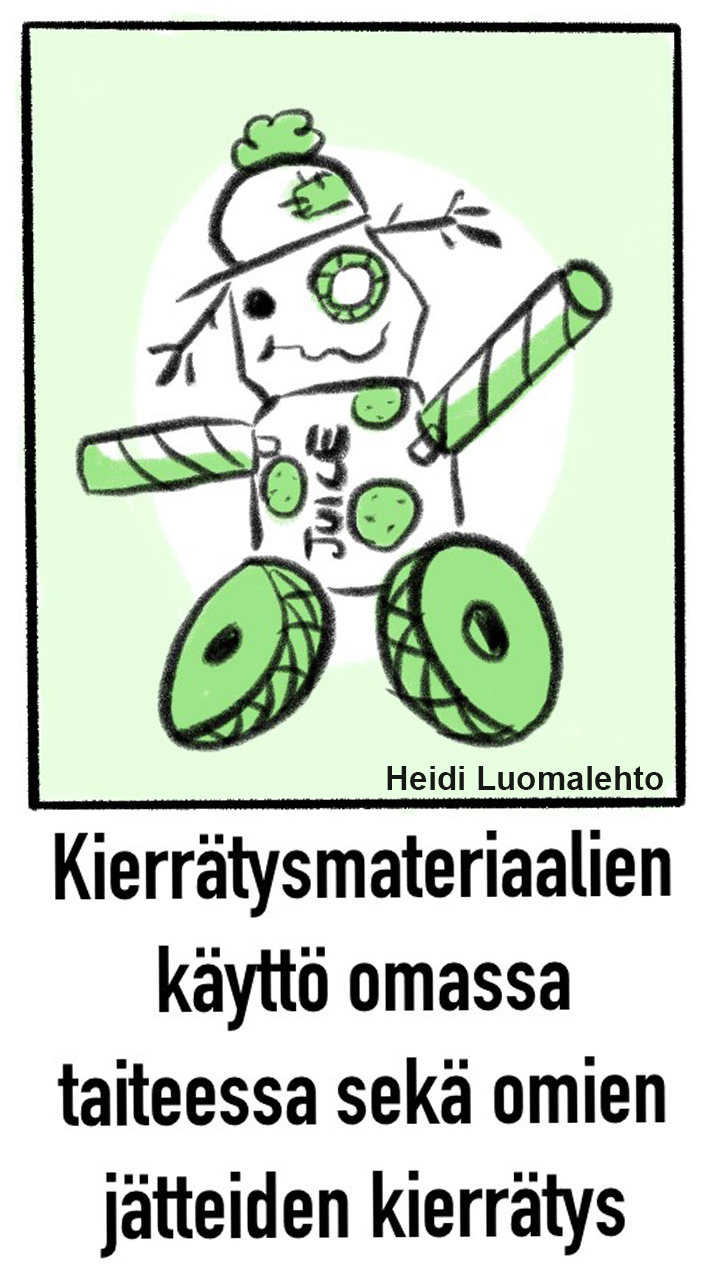 JUICE
Heidi Luomalehto
Kierrätysmateriaalien
käyttö omassa
taiteessa sekä omien
jätteiden kierrätys